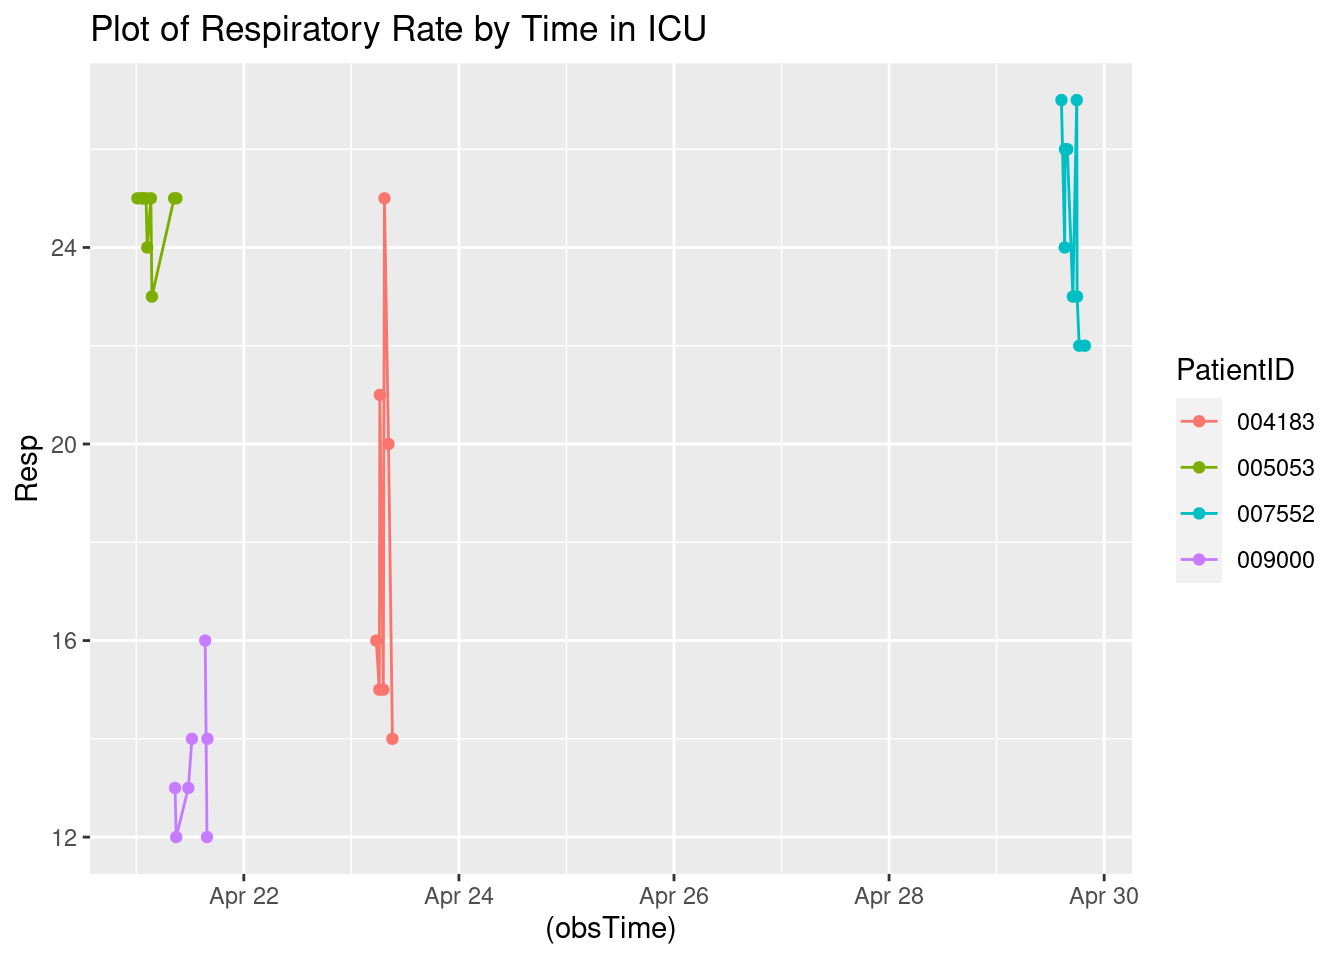 Plot of Respiratory Rate by Time in ICU
24
20
16
12
Resp
Apr 22
Apr 24
Apr 26
Apr 28
Apr 30
(obsTime)
PatientID
004183
005053
007552
009000